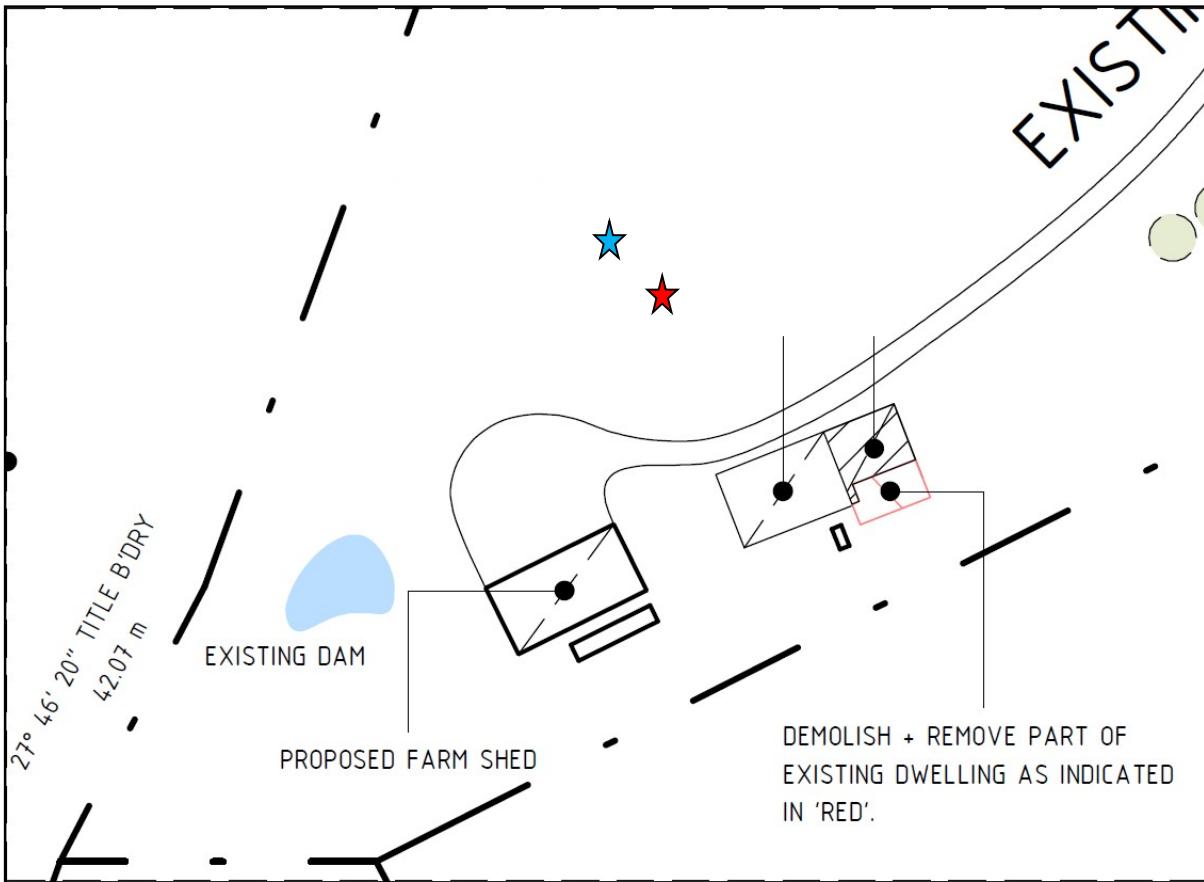 EXISTIN
27° 46' 20" TITLE B'DRY
42.07 m
EXISTING DAM
PROPOSED FARM SHED
DEMOLISH + REMOVE PART OF
EXISTING DWELLING AS INDICATED
IN 'RED'.